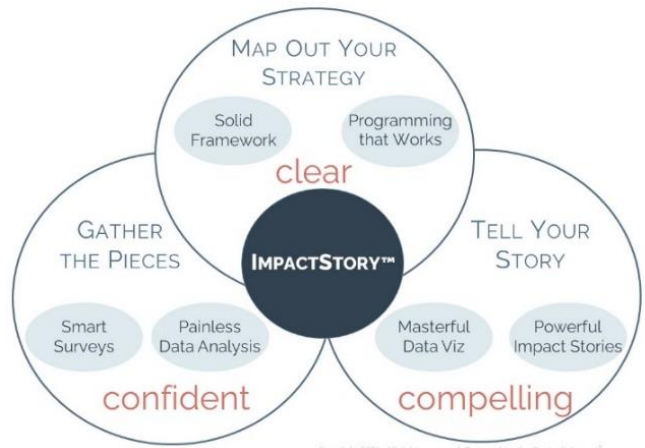 MAP OUT YOUR
STRATEGY
Solid
Framework
Programming
that Works
clear
GATHER
THE PIECES
Smart
Surveys
Painless
Data Analysis
confident
IMPACTSTORY™
TELL YOUR
STORY
Masterful
Data Viz
Powerful
Impact Stories
compelling